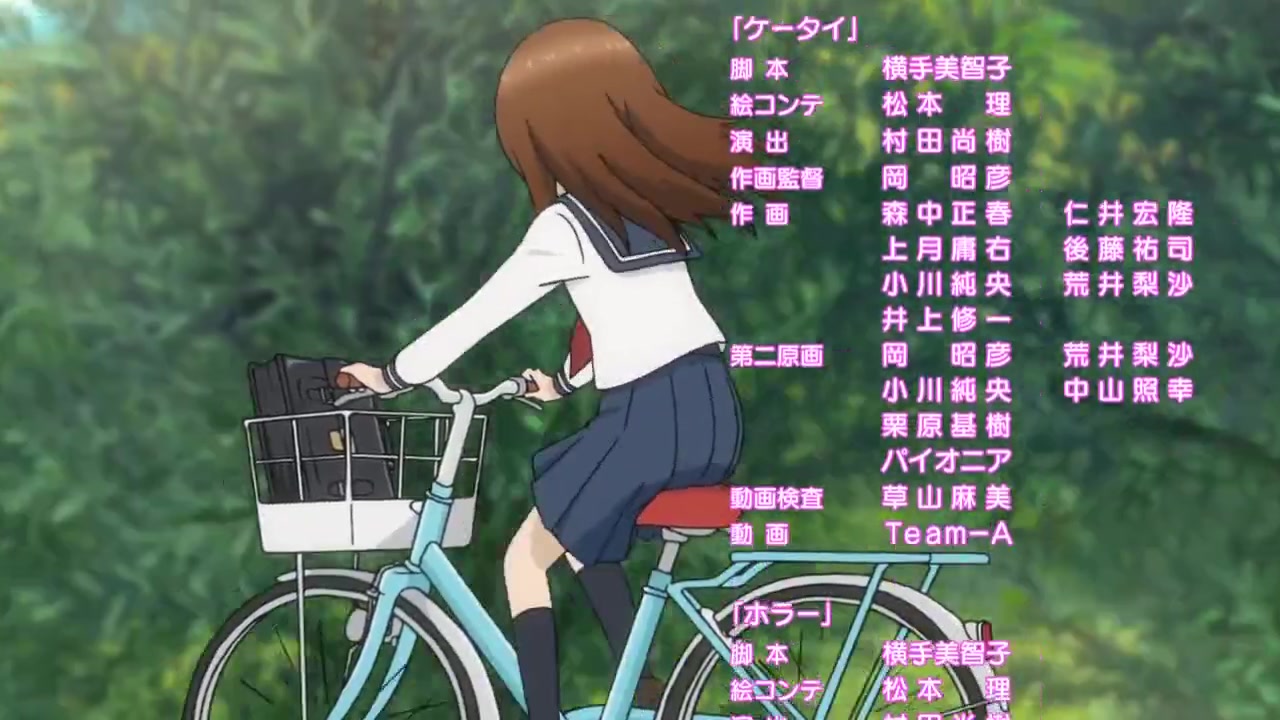 「ケータイ」
脚 本 横手美智子
絵コンテ 松本 理
演 出 村田尚樹
作画監督 岡 昭彦
作 画 森中正春 仁井宏隆
上月庸右 後藤祐司
小川純央 荒井梨沙
井上修一
第二原画 岡 昭彦 荒井梨沙
小川純央 中山照幸
栗原基樹
パイオニア
動画検査 草山麻美
動 画 Team-A
「ホラー」
脚 本 横手美智子
絵コンテ 松本 理